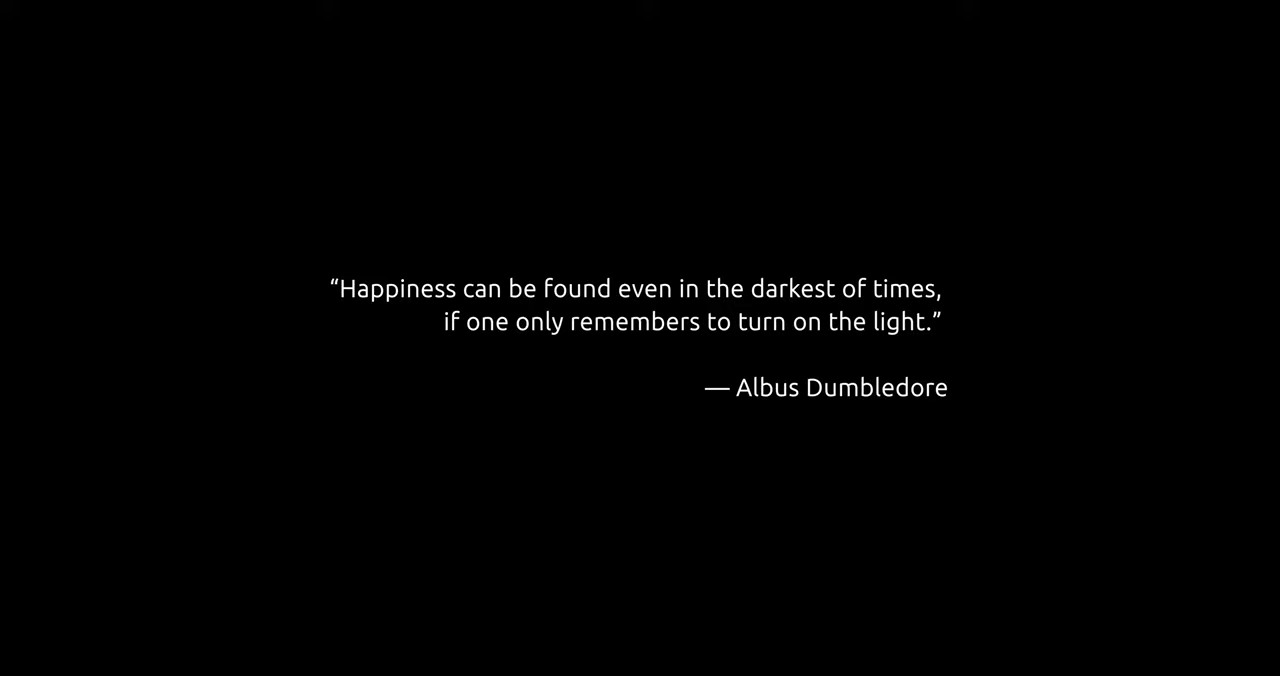 “Happiness can be found even in the darkest of times,
if one only remembers to turn on the light.”
— Albus Dumbledore